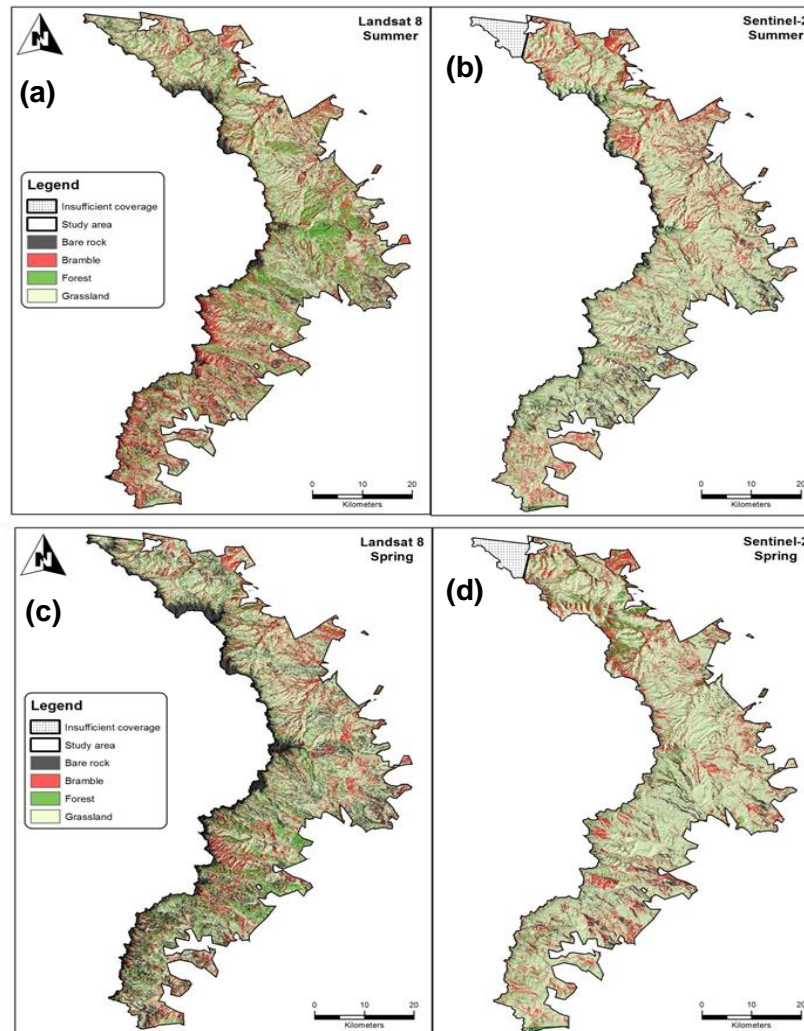 Landsat 8
Summer
N
(a)
Legend
Insufficient coverage
Study area
Bare rock
Bramble
Forest
Grassland
0 10 20
Kilometers
Sentinel-2
Summer
(b)
0 10 20
Kilometers
Landsat 8
Spring
N
(c)
Legend
Insufficient coverage
Study area
Bare rock
Bramble
Forest
Grassland
0 10 20
Kilometers
Sentinel-2
Spring
(d)
0 10 20
Kilometers